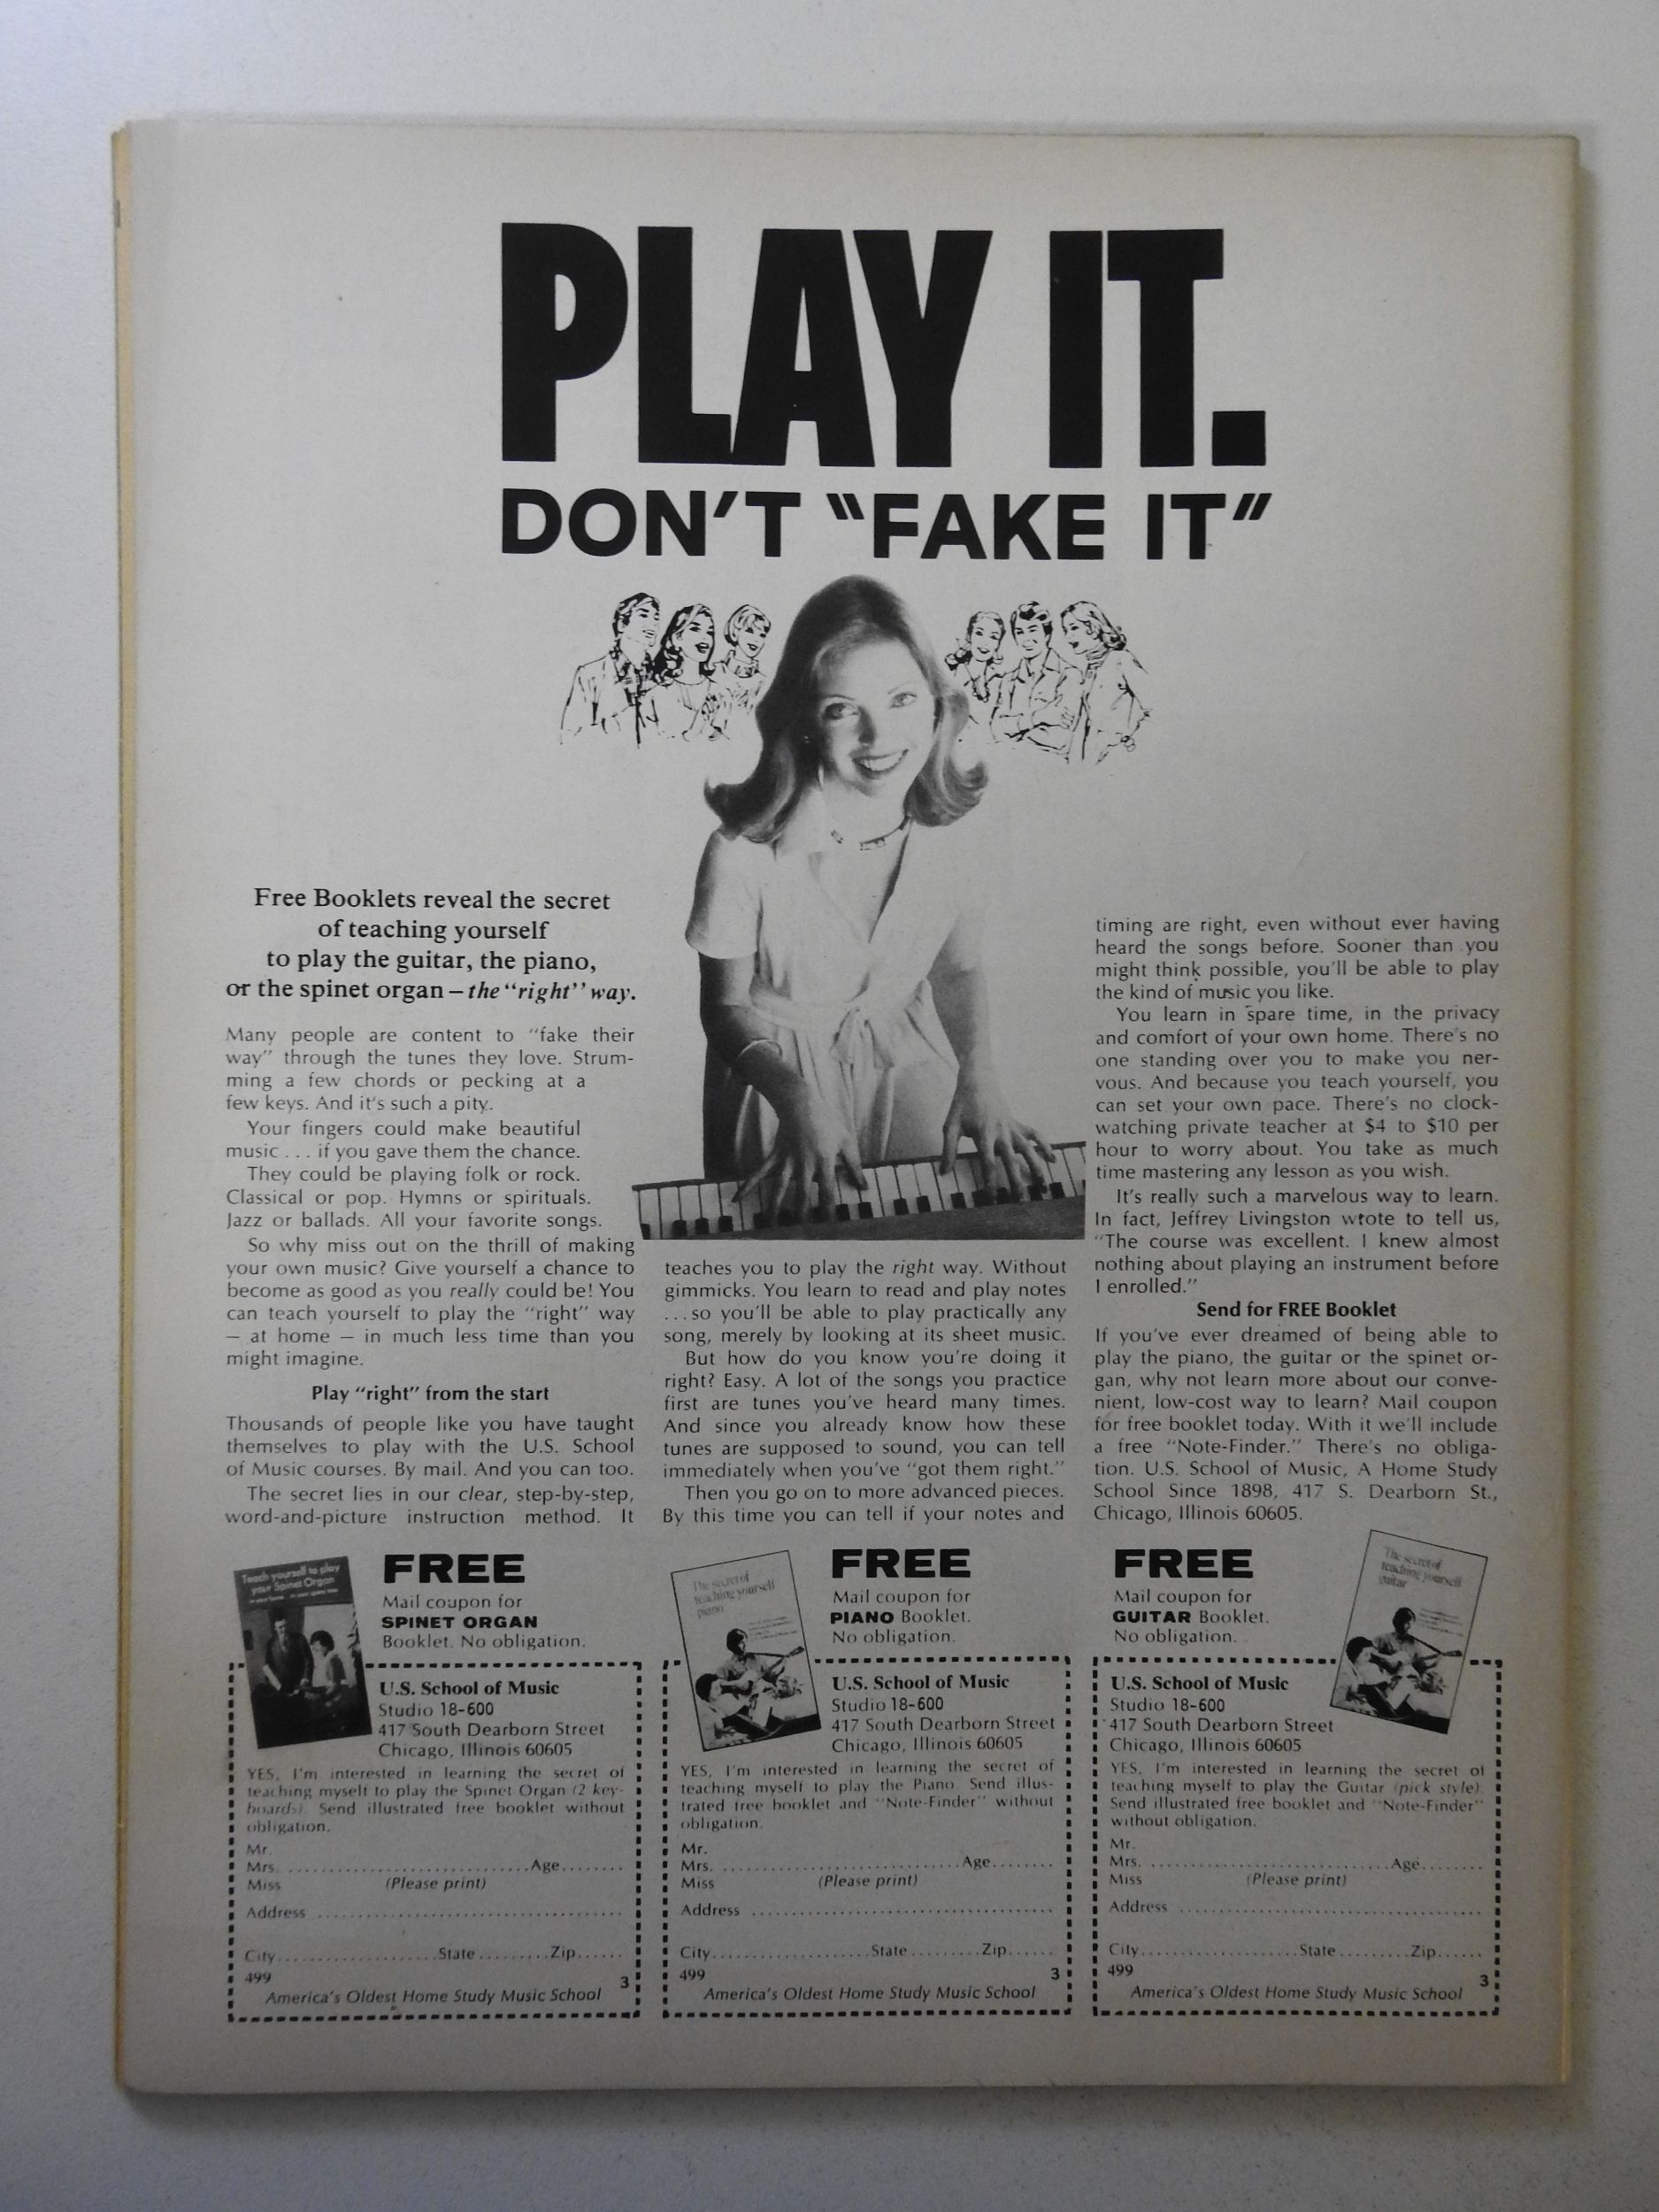 PLAY IT.
DON'T "FAKE IT"
Free Booklets reveal the secret
of teaching yourself
to play the guitar, the piano,
or the spinet organ – the "right" way.
Many people are content to "fake their
way" through the tunes they love. Strum-
ming a few chords or pecking at a
few keys. And it's such a pity.
Your fingers could make beautiful
music . . . if you gave them the chance.
They could be playing folk or rock.
Classical or pop. Hymns or spirituals.
Jazz or ballads. All your favorite songs.
So why miss out on the thrill of making
your own music? Give yourself a chance to
become as good as you really could be! You
can teach yourself to play the "right" way
— at home — in much less time than you
might imagine.
Play "right" from the start
Thousands of people like you have taught
themselves to play with the U.S. School
of Music courses. By mail. And you can too.
The secret lies in our clear, step-by-step,
word-and-picture instruction method. It
teaches you to play the right way. Without
gimmicks. You learn to read and play notes
. . . so you'll be able to play practically any
song, merely by looking at its sheet music.
But how do you know you're doing it
right? Easy. A lot of the songs you practice
first are tunes you've heard many times.
And since you already know how these
tunes are supposed to sound, you can tell
immediately when you've "got them right."
Then you go on to more advanced pieces.
By this time you can tell if your notes and
timing are right, even without ever having
heard the songs before. Sooner than you
might think possible, you'll be able to play
the kind of music you like.
You learn in spare time, in the privacy
and comfort of your own home. There's no
one standing over you to make you ner-
vous. And because you teach yourself, you
can set your own pace. There's no clock-
watching private teacher at $4 to $10 per
hour to worry about. You take as much
time mastering any lesson as you wish.
It's really such a marvelous way to learn.
In fact, Jeffrey Livingston wrote to tell us,
"The course was excellent. I knew almost
nothing about playing an instrument before
I enrolled."
Send for FREE Booklet
If you've ever dreamed of being able to
play the piano, the guitar or the spinet or-
gan, why not learn more about our conve-
nient, low-cost way to learn? Mail coupon
for free booklet today. With it we'll include
a free "Note-Finder." There's no obliga-
tion. U.S. School of Music, A Home Study
School Since 1898, 417 S. Dearborn St.,
Chicago, Illinois 60605.
Teach yourself to play
your Spinet Organ
FREE
Mail coupon for
SPINET ORGAN
Booklet. No obligation.
U.S. School of Music
Studio 18-600
417 South Dearborn Street
Chicago, Illinois 60605
YES, I'm interested in learning the secret of
teaching myself to play the Spinet Organ (2 key-
boards). Send illustrated free booklet without
obligation.
Mr.
Mrs. ..............................Age........
Miss (Please print)
Address ......................................
City....................State.........Zip......
499 3
America's Oldest Home Study Music School
The secret of
teaching yourself
piano
FREE
Mail coupon for
PIANO Booklet.
No obligation.
U.S. School of Music
Studio 18-600
417 South Dearborn Street
Chicago, Illinois 60605
YES, I'm interested in learning the secret of
teaching myself to play the Piano. Send illus-
trated free booklet and "Note-Finder" without
obligation.
Mr.
Mrs. ..............................Age........
Miss (Please print)
Address ......................................
City....................State.........Zip......
499 3
America's Oldest Home Study Music School
FREE
Mail coupon for
GUITAR Booklet.
No obligation.
The secret of
teaching yourself
guitar
U.S. School of Music
Studio 18-600
417 South Dearborn Street
Chicago, Illinois 60605
YES, I'm interested in learning the secret of
teaching myself to play the Guitar (pick style).
Send illustrated free booklet and "Note-Finder"
without obligation.
Mr.
Mrs. ..............................Age........
Miss (Please print)
Address ......................................
City....................State.........Zip......
499 3
America's Oldest Home Study Music School